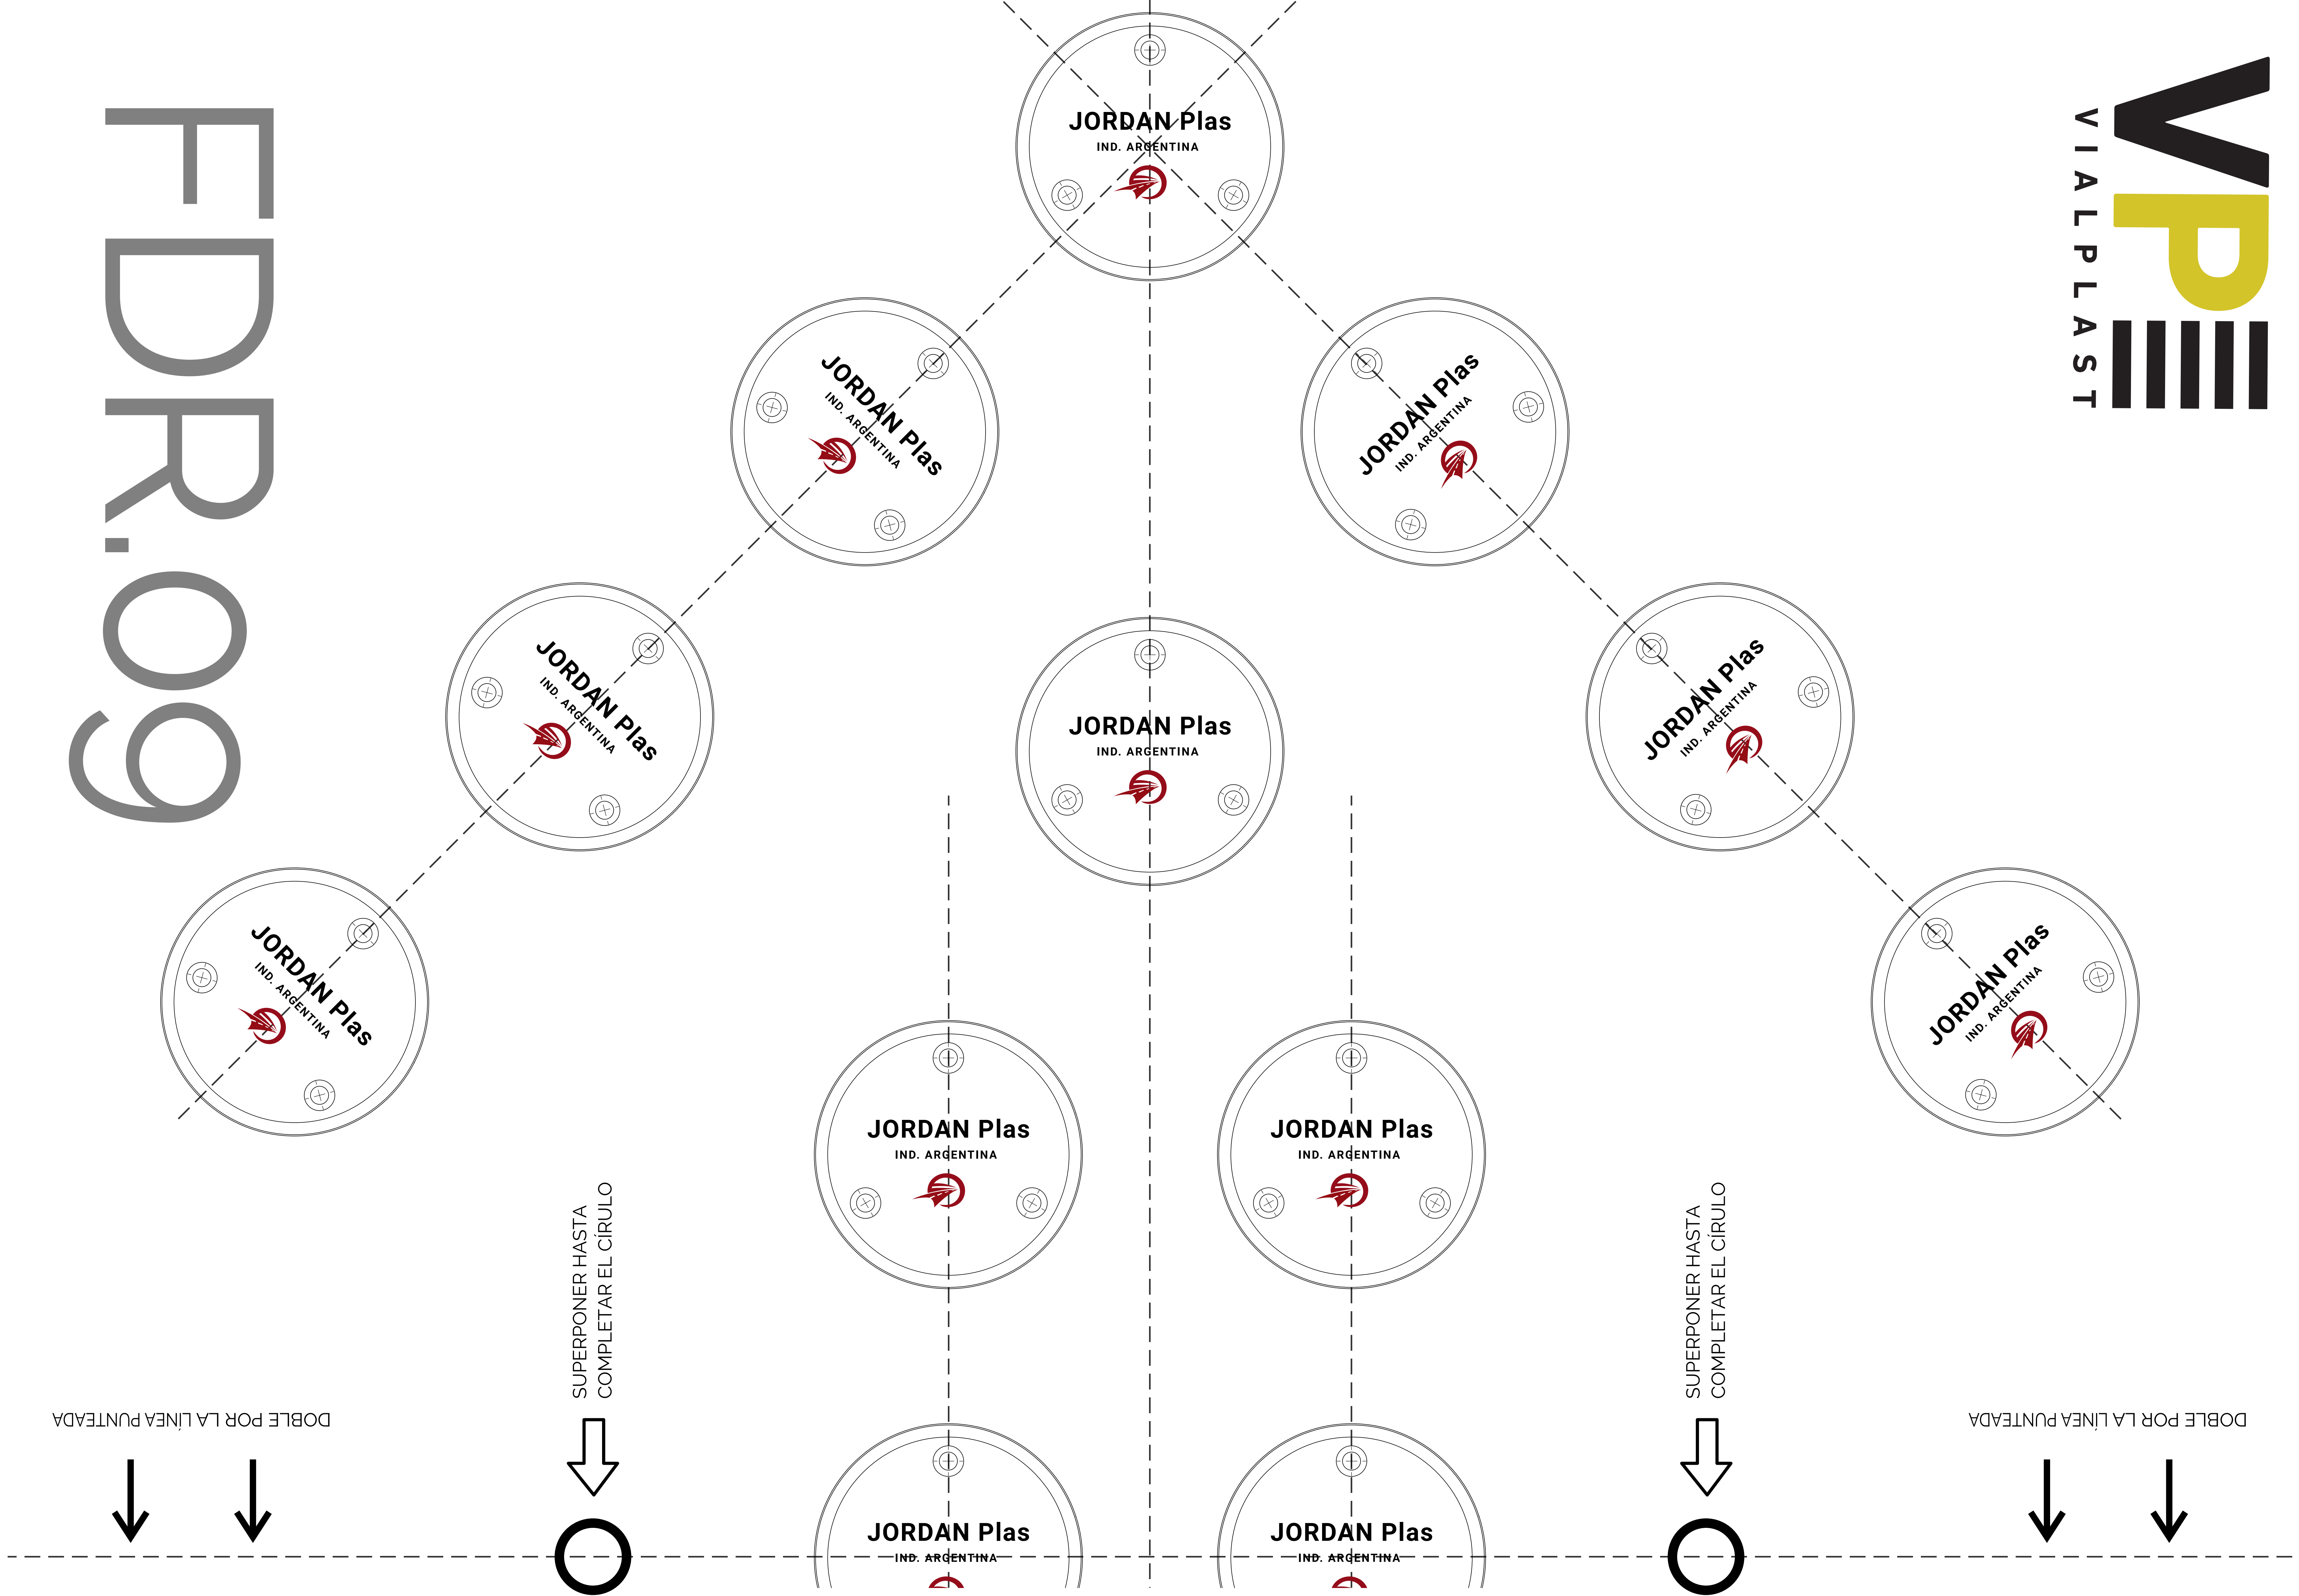 FDR.09
VPE
VIALPLAST
JORDAN Plas
IND. ARGENTINA
JORDAN Plas
IND. ARGENTINA
JORDAN Plas
IND. ARGENTINA
JORDAN Plas
IND. ARGENTINA
JORDAN Plas
IND. ARGENTINA
JORDAN Plas
IND. ARGENTINA
JORDAN Plas
IND. ARGENTINA
JORDAN Plas
IND. ARGENTINA
JORDAN Plas
IND. ARGENTINA
JORDAN Plas
IND. ARGENTINA
SUPERPONER HASTA
COMPLETAR EL CÍRULO
SUPERPONER HASTA
COMPLETAR EL CÍRULO
DOBLE POR LA LÍNEA PUNTEADA
DOBLE POR LA LÍNEA PUNTEADA
JORDAN Plas
IND. ARGENTINA
JORDAN Plas
IND. ARGENTINA